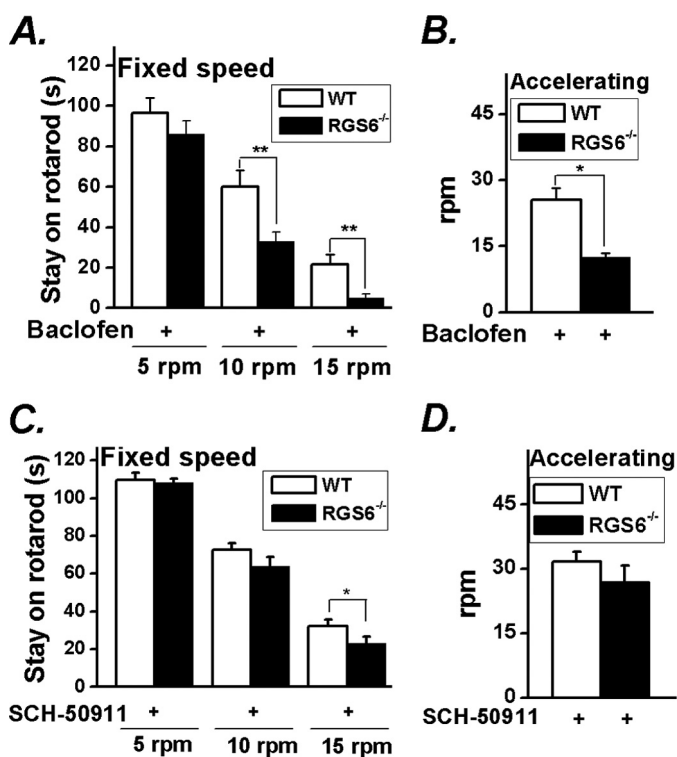 A.
Fixed speed
WT
RGS6-/-
Stay on rotarod (s)
120
100
80
60
40
20
0
**
**
Baclofen + + +
5 rpm 10 rpm 15 rpm
B.
Accelerating
WT
RGS6-/-
rpm
45
30
15
0
*
Baclofen + +
C.
Fixed speed
WT
RGS6-/-
Stay on rotarod (s)
120
100
80
60
40
20
0
*
SCH-50911 + + +
5 rpm 10 rpm 15 rpm
D.
Accelerating
WT
RGS6-/-
rpm
45
30
15
0
SCH-50911 + +